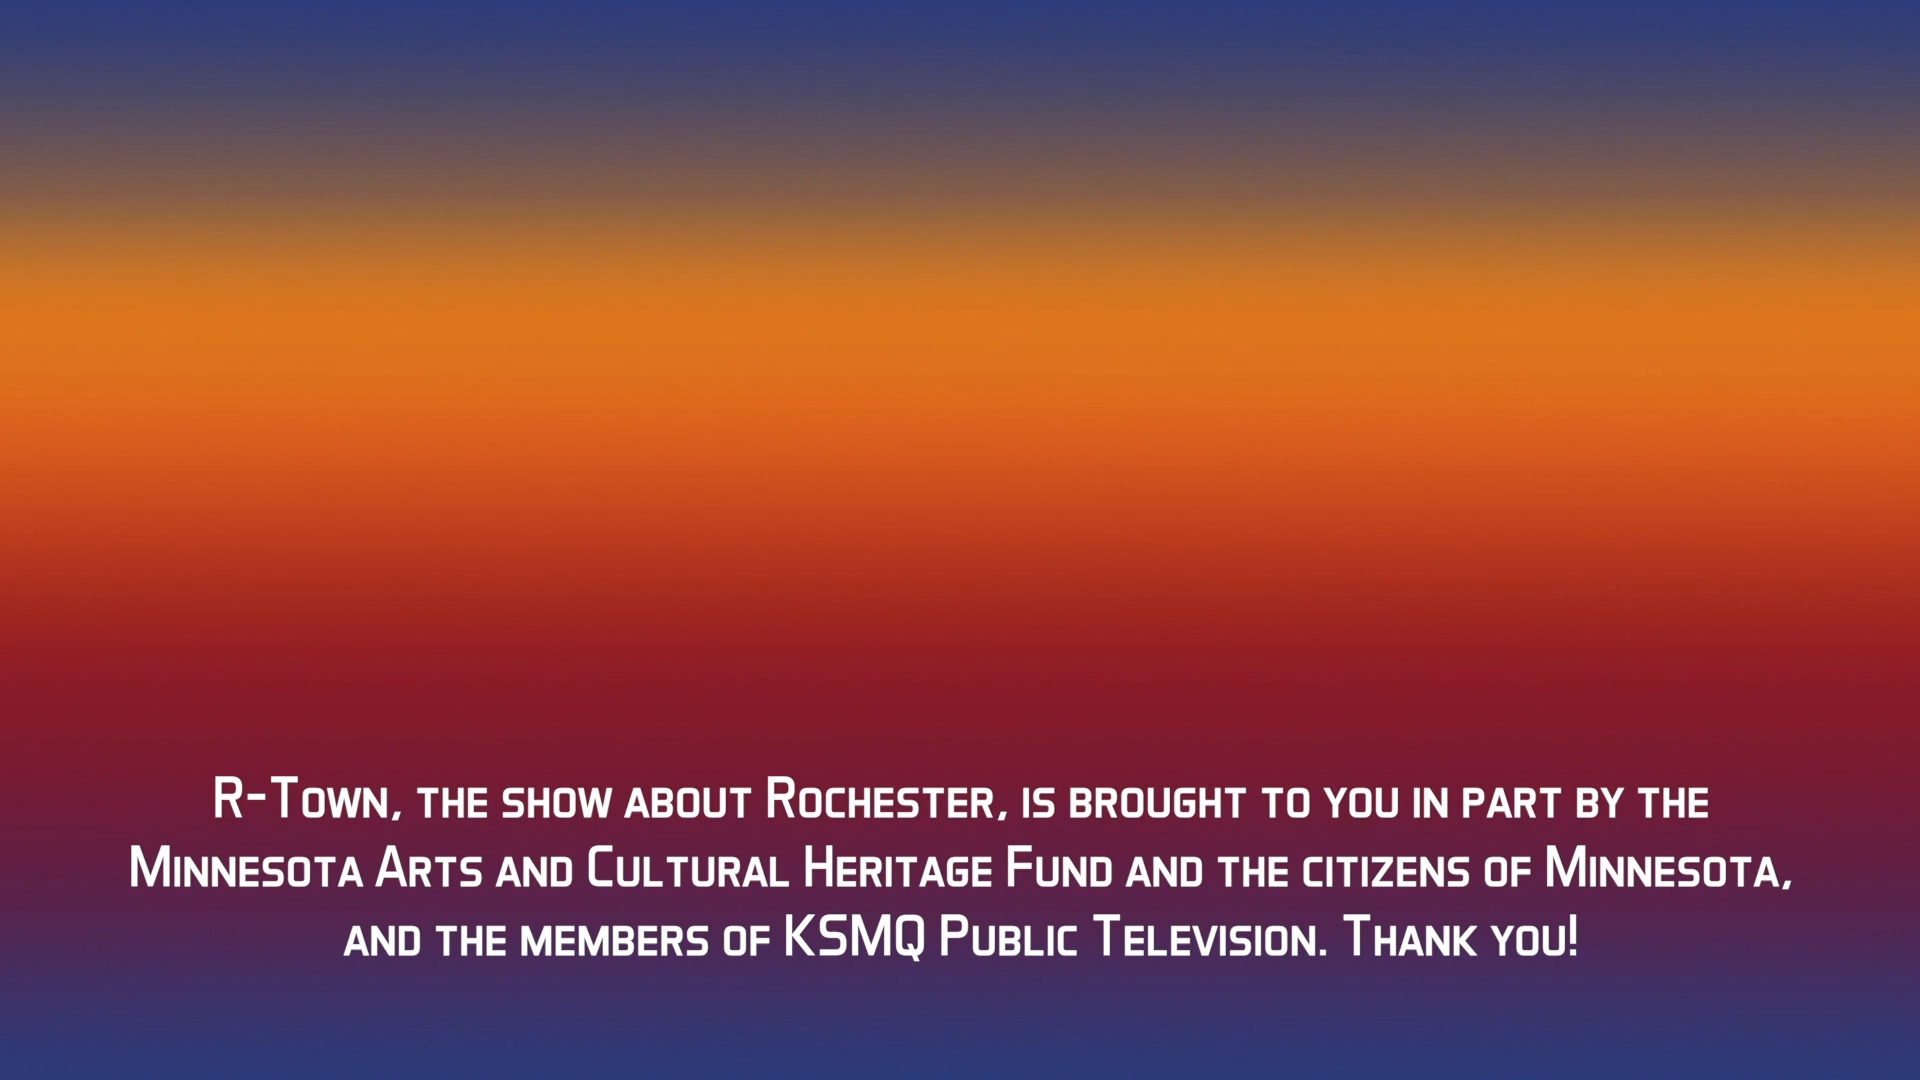 R-Town, the show about Rochester, is brought to you in part by the
Minnesota Arts and Cultural Heritage Fund and the citizens of Minnesota,
and the members of KSMQ Public Television. Thank you!